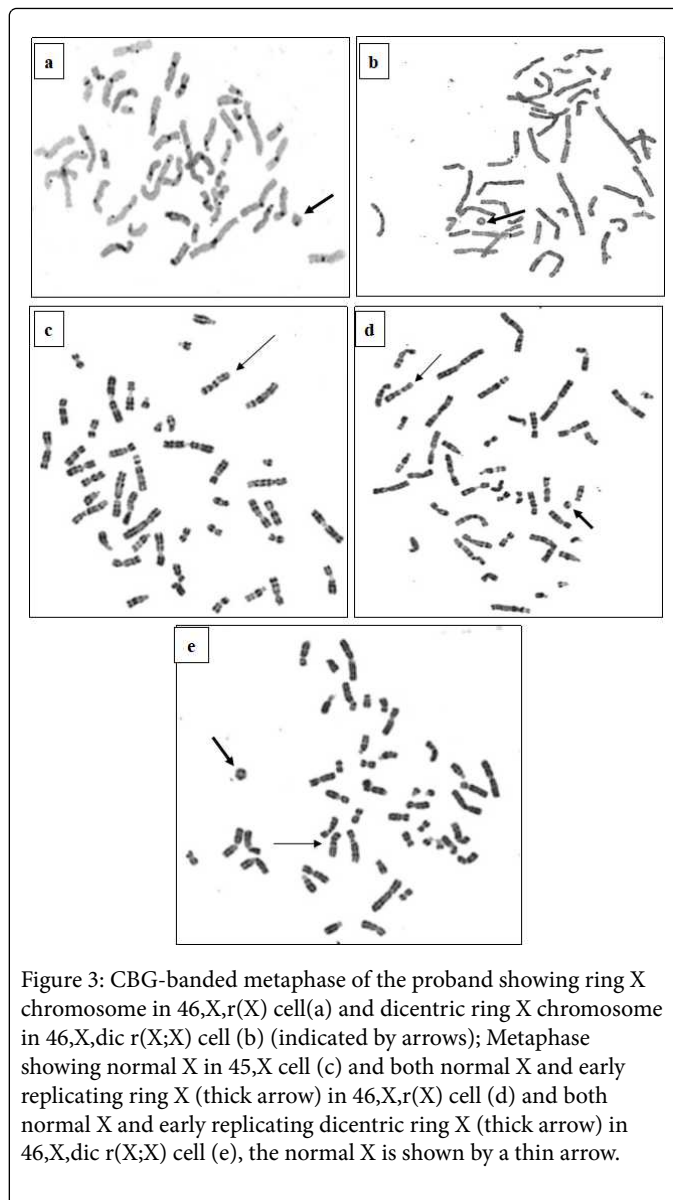 a
b
c
d
e
Figure 3: CBG-banded metaphase of the proband showing ring X
chromosome in 46,X,r(X) cell(a) and dicentric ring X chromosome
in 46,X,dic r(X;X) cell (b) (indicated by arrows); Metaphase
showing normal X in 45,X cell (c) and both normal X and early
replicating ring X (thick arrow) in 46,X,r(X) cell (d) and both
normal X and early replicating dicentric ring X (thick arrow) in
46,X,dic r(X;X) cell (e), the normal X is shown by a thin arrow.